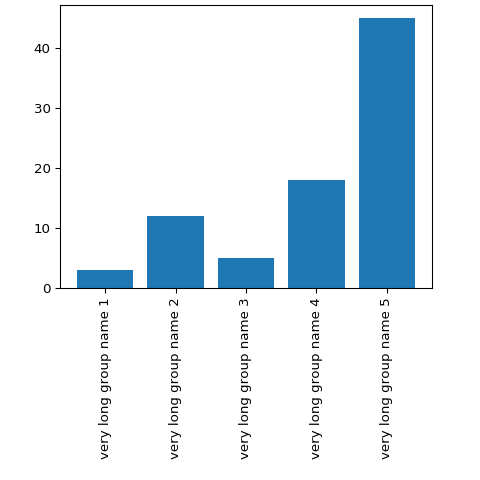 40
30
20
10
0
very long group name 1
very long group name 2
very long group name 3
very long group name 4
very long group name 5